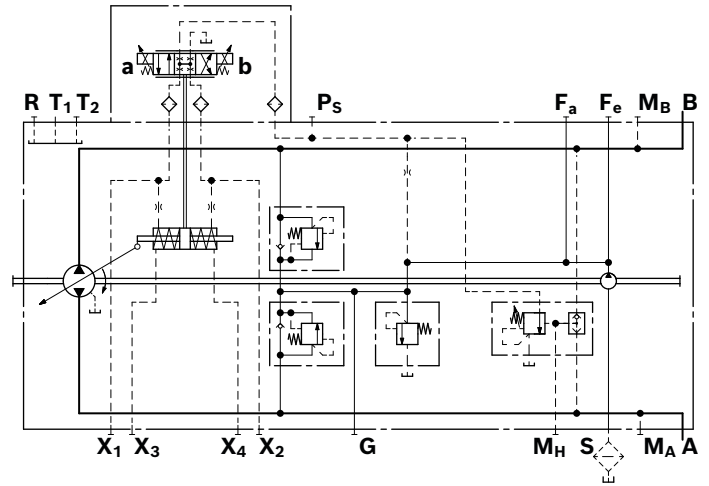 a b
R T1 T2 PS Fa Fe MB B
X1 X3 X4 X2 G MH S MA A